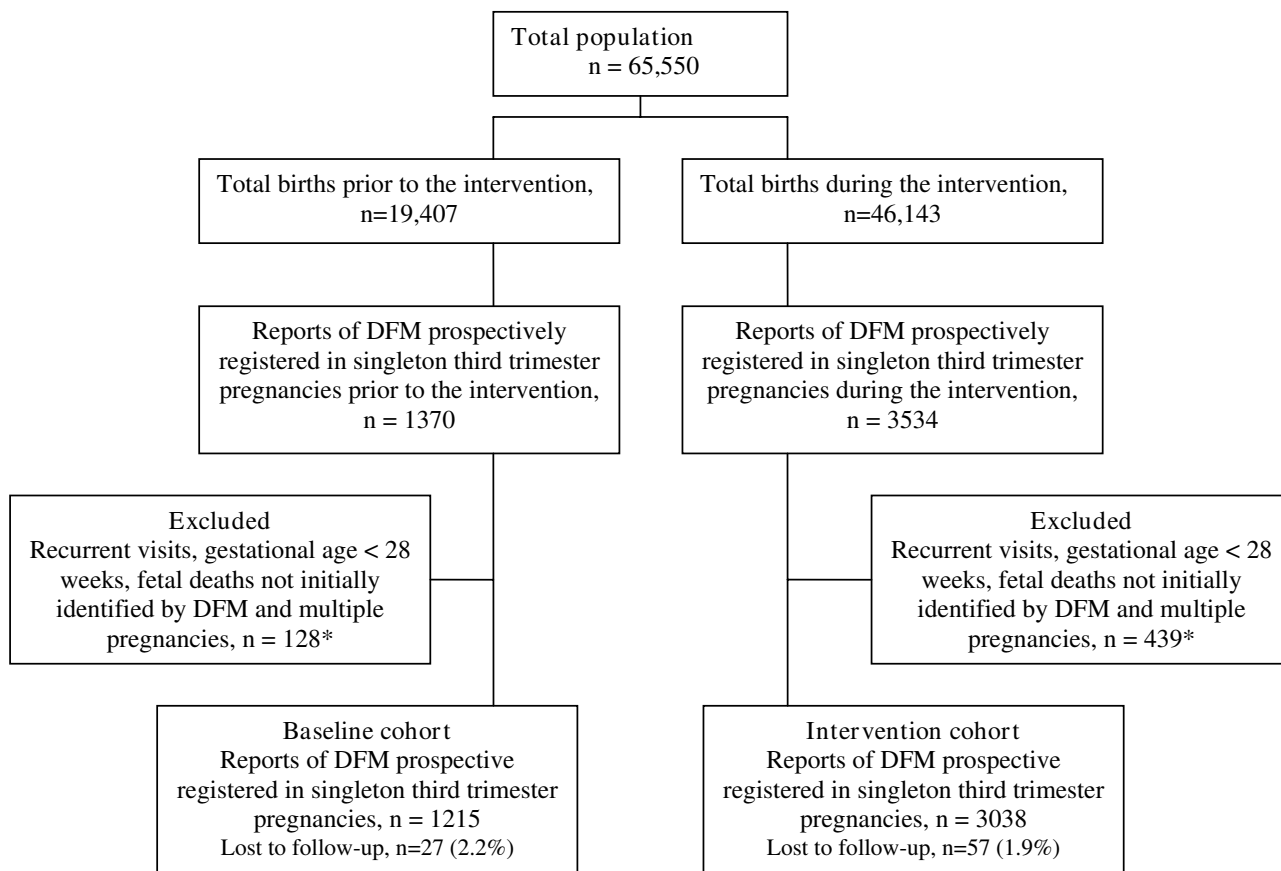 Total population
n = 65,550
Total births prior to the intervention,
n=19,407
Total births during the intervention,
n=46,143
Reports of DFM prospectively
registered in singleton third trimester
pregnancies prior to the intervention,
n = 1370
Reports of DFM prospectively
registered in singleton third trimester
pregnancies during the intervention,
n = 3534
Excluded
Recurrent visits, gestational age < 28
weeks, fetal deaths not initially
identified by DFM and multiple
pregnancies, n = 128*
Excluded
Recurrent visits, gestational age < 28
weeks, fetal deaths not initially
identified by DFM and multiple
pregnancies, n = 439*
Baseline cohort
Reports of DFM prospective
registered in singleton third trimester
pregnancies, n = 1215
Lost to follow-up, n=27 (2.2%)
Intervention cohort
Reports of DFM prospective
registered in singleton third trimester
pregnancies, n = 3038
Lost to follow-up, n=57 (1.9%)